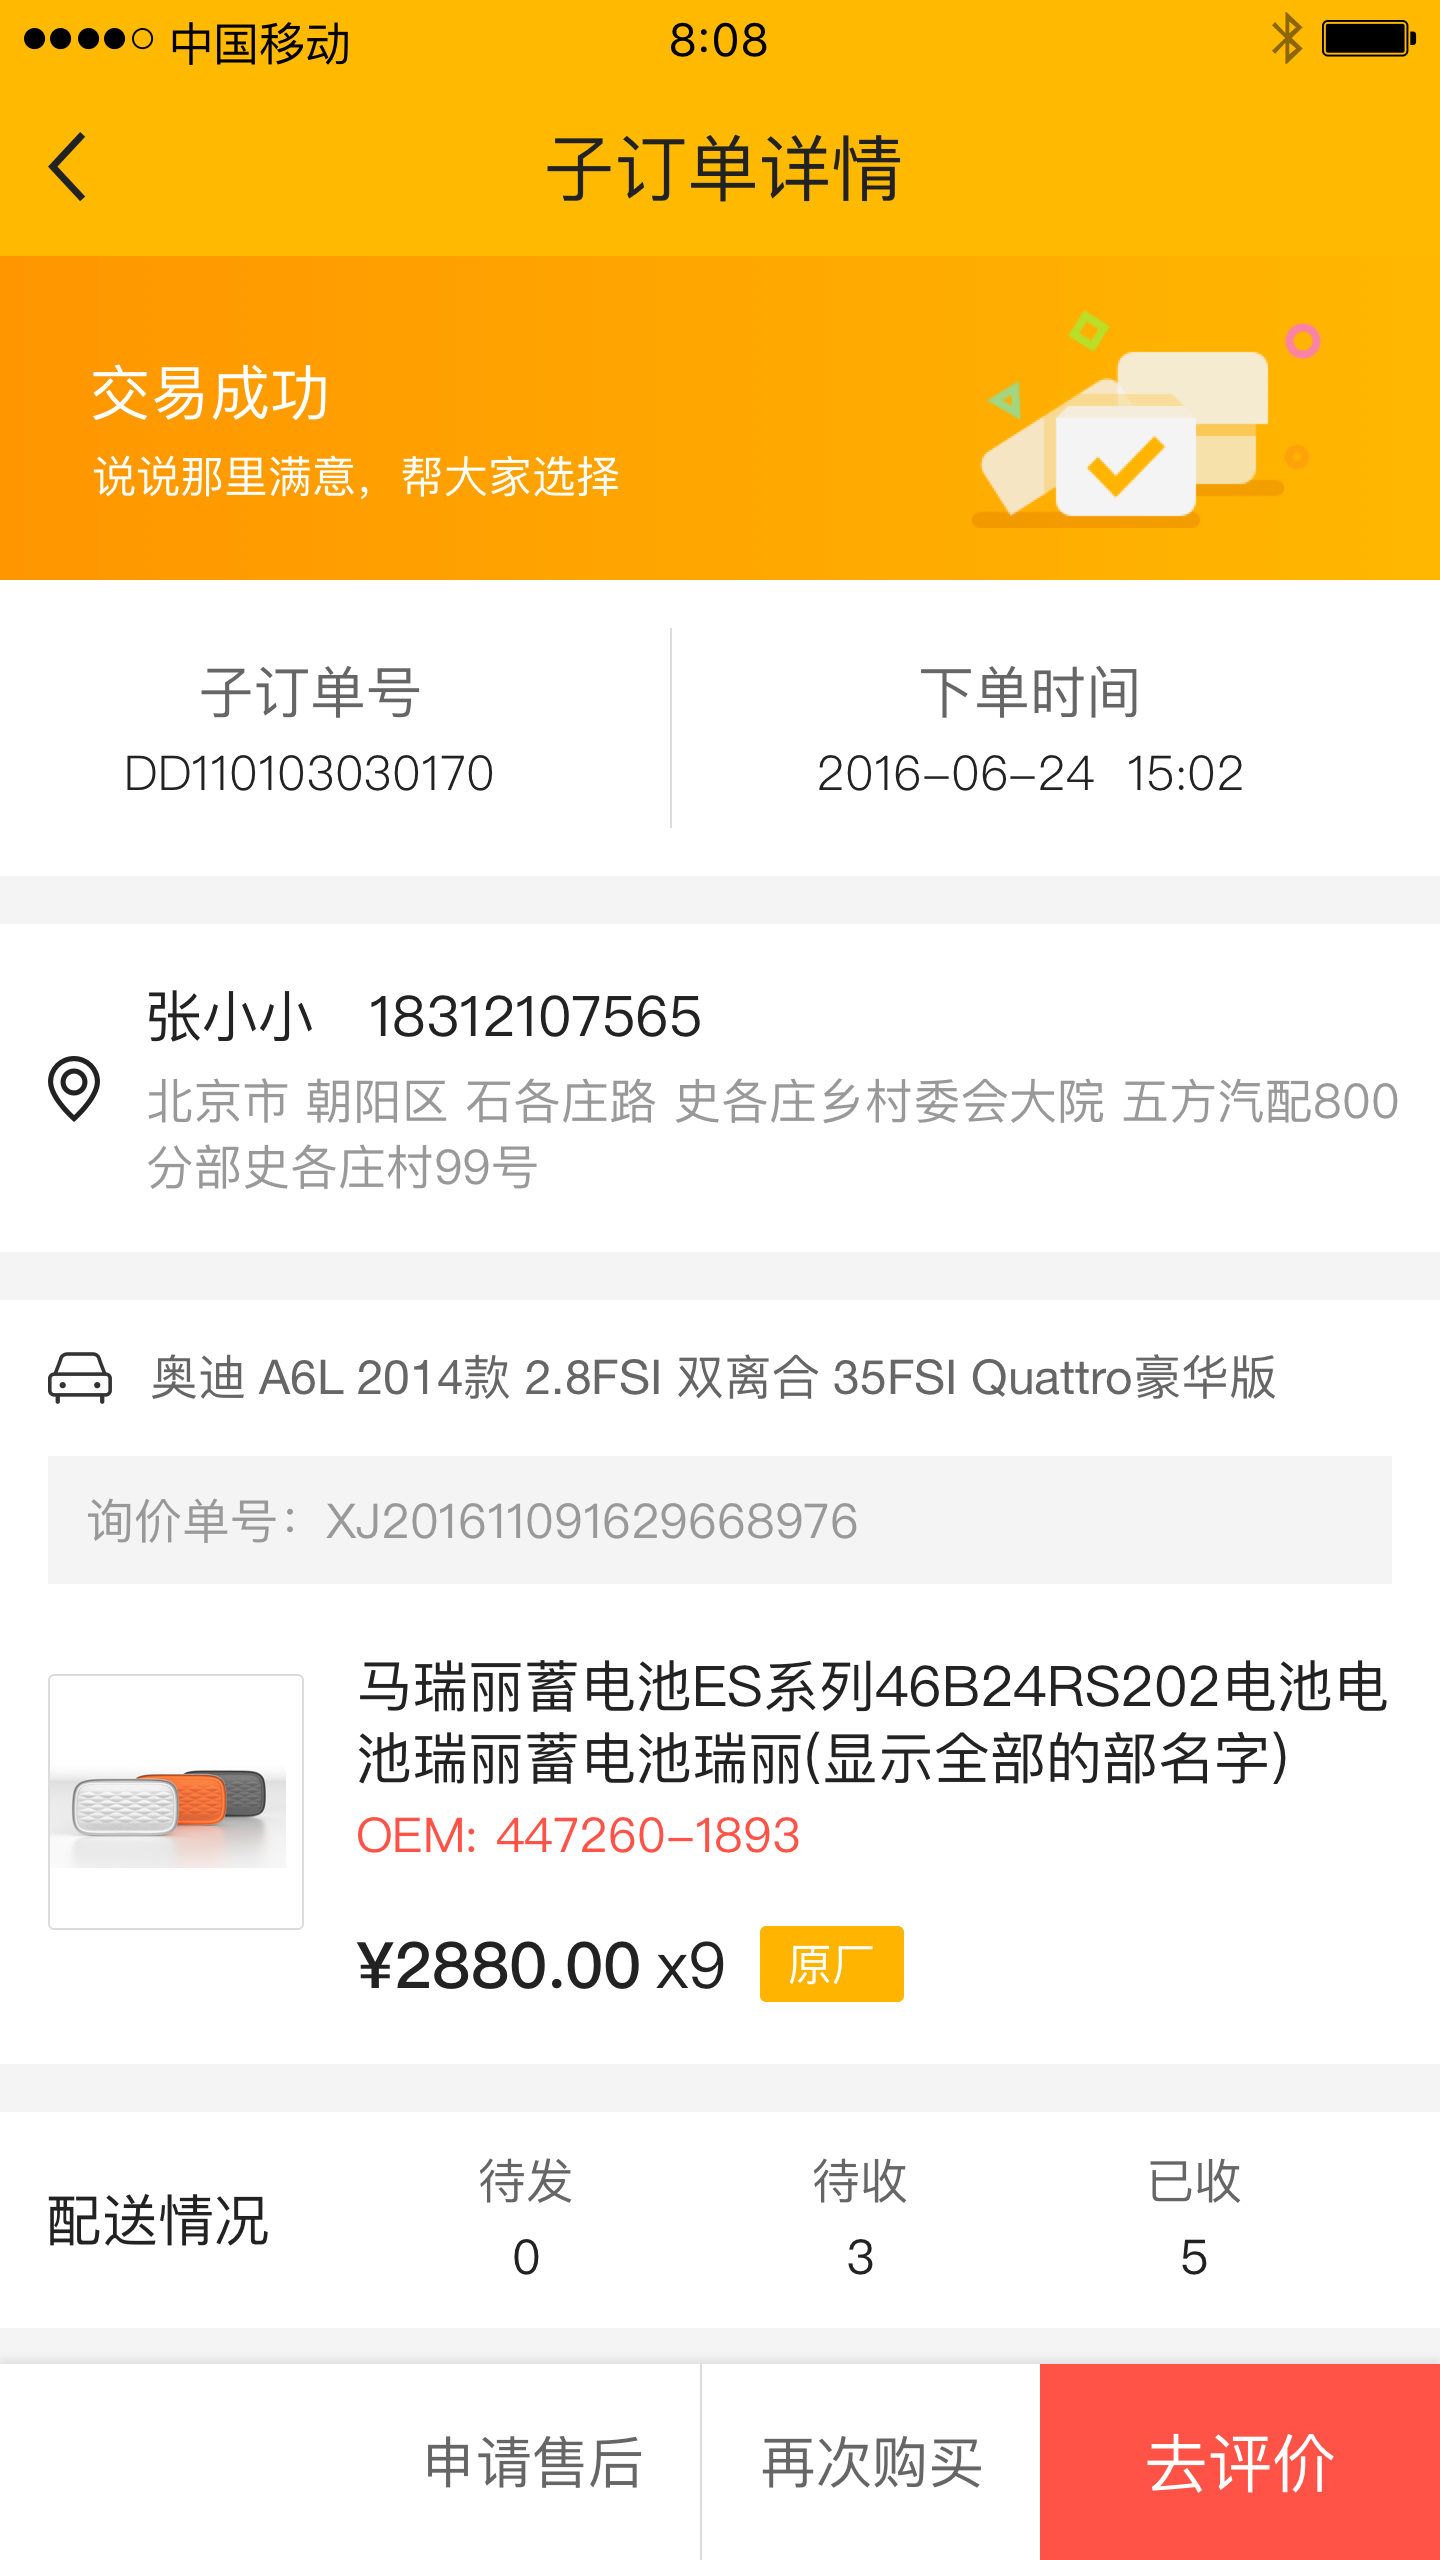 中国移动 8:08
子订单详情
交易成功
说说那里满意，帮大家选择
子订单号 下单时间
DD110103030170 2016-06-24 15:02
张小小 18312107565
北京市 朝阳区 石各庄路 史各庄乡村委会大院 五方汽配800
分部史各庄村99号
奥迪 A6L 2014款 2.8FSI 双离合 35FSI Quattro豪华版
询价单号：XJ201611091629668976
马瑞丽蓄电池ES系列46B24RS202电池电
池瑞丽蓄电池瑞丽(显示全部的部名字)
OEM: 447260-1893
¥2880.00 x9 原厂
待发 待收 已收
配送情况
0 3 5
申请售后 再次购买 去评价